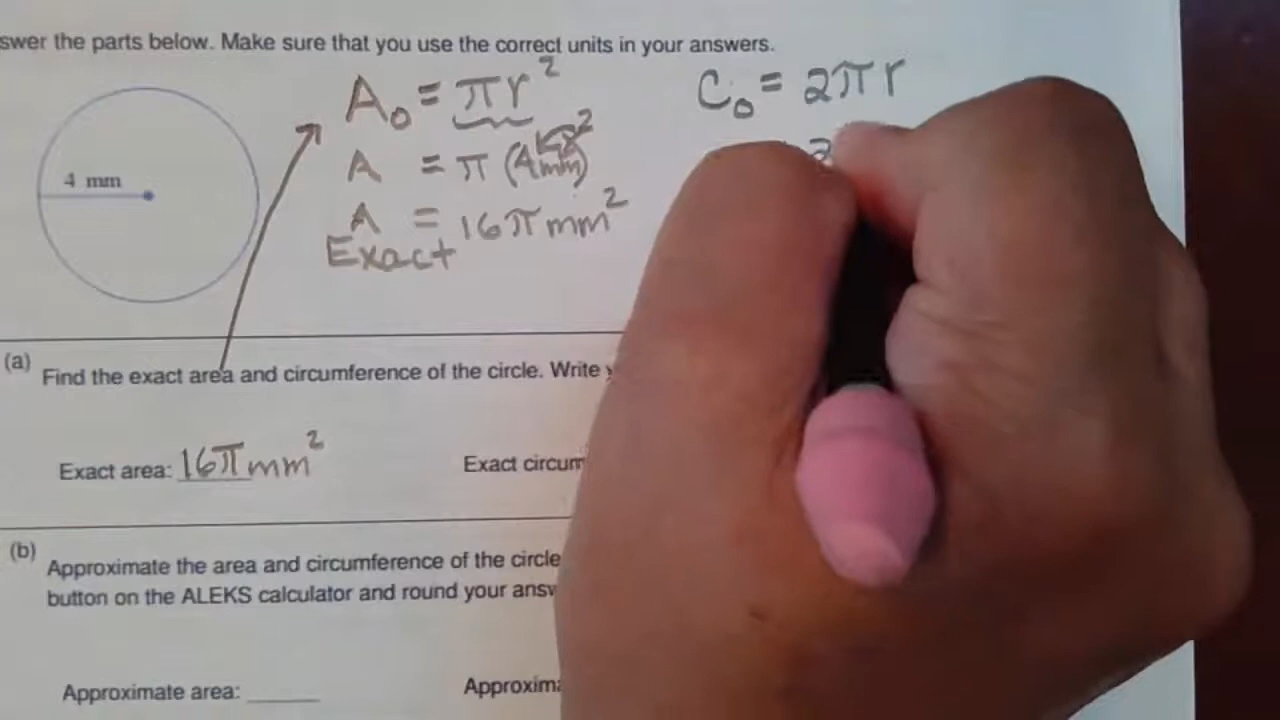 swer the parts below. Make sure that you use the correct units in your answers.
4 mm
A○ = πr²
A = π (4mm)²
A = 16π mm²
Exact
C○ = 2πr
2
(a)
Find the exact area and circumference of the circle. Write
Exact area: 16π mm²
Exact circum
(b)
Approximate the area and circumference of the circle
button on the ALEKS calculator and round your answ
Approximate area:
Approxima